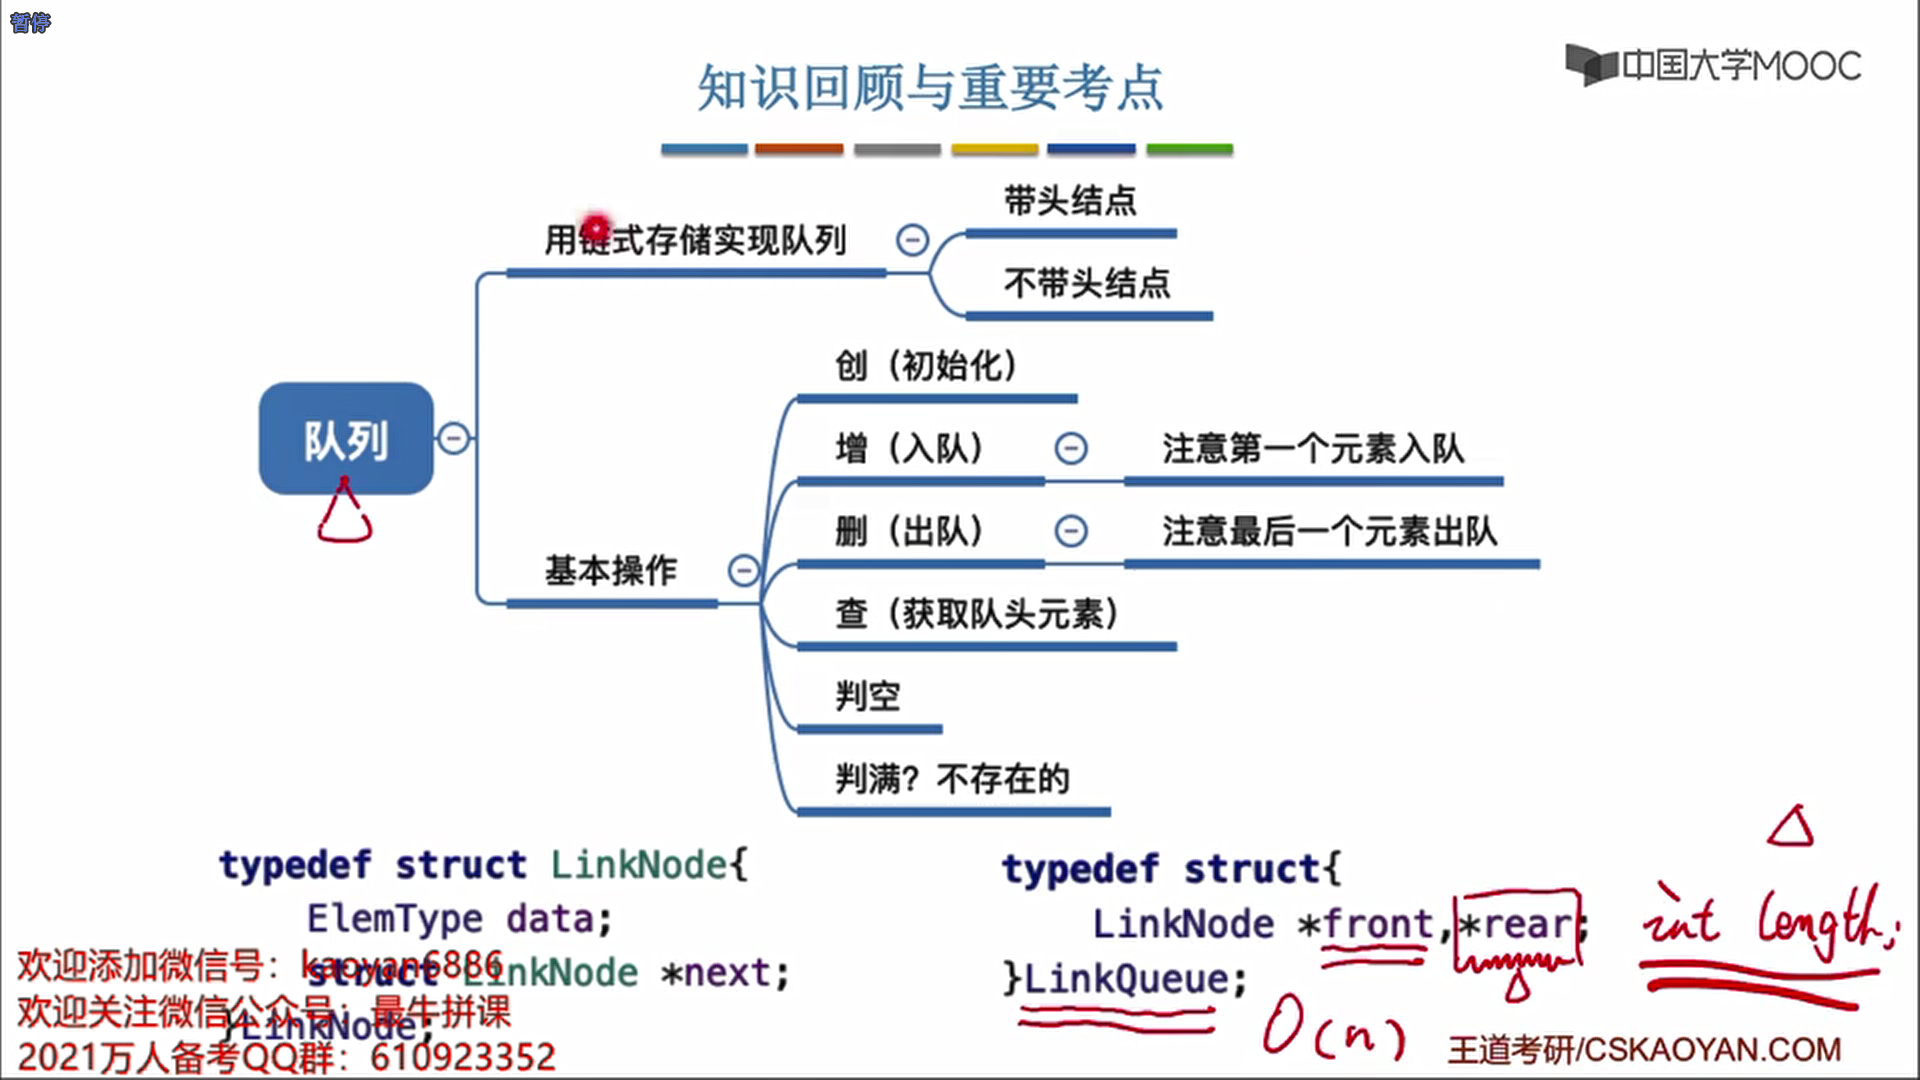 暂停
中国大学MOOC
知识回顾与重要考点
用链式存储实现队列
带头结点
不带头结点
队列
基本操作
创（初始化）
增（入队）
注意第一个元素入队
删（出队）
注意最后一个元素出队
查（获取队头元素）
判空
判满？不存在的
typedef struct LinkNode{
ElemType data;
struct LinkNode *next;
}LinkNode;
typedef struct{
LinkNode *front,*rear;
}LinkQueue;
int length;
O(n)
欢迎添加微信号：kaoyan6886
欢迎关注微信公众号：最牛拼课
2021万人备考QQ群：610923352
王道考研/CSKAOYAN.COM